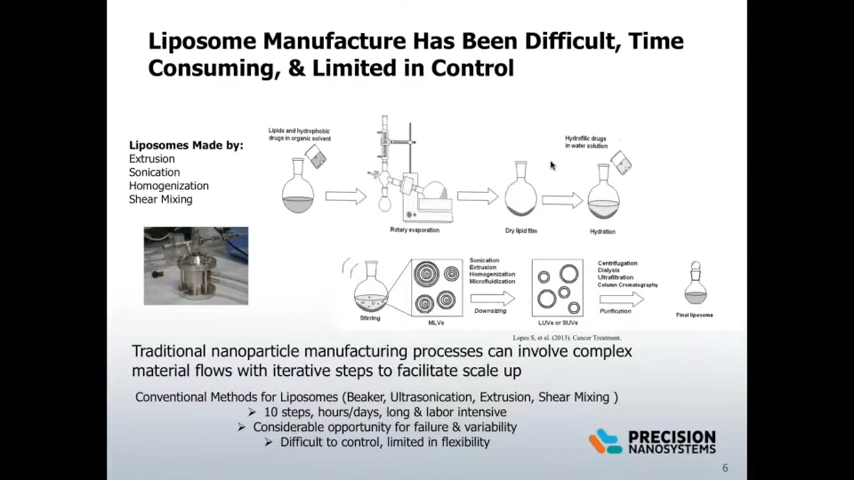 Liposome Manufacture Has Been Difficult, Time
Consuming, & Limited in Control
Liposomes Made by:
Extrusion
Sonication
Homogenization
Shear Mixing
Lipids and hydrophobic
drugs in organic solvent
Hydrofilic drugs
in water solution
Rotary evaporation
Dry lipid film
Hydration
Stirring
MLVs
Sonication
Extrusion
Homogenization
Microfluidization
Downsizing
LUVs or SUVs
Centrifugation
Dialysis
Ultrafiltration
Column Cromatography
Purification
Final liposome
Lopes S, et al. (2013). Cancer Treatment.
Traditional nanoparticle manufacturing processes can involve complex
material flows with iterative steps to facilitate scale up
Conventional Methods for Liposomes (Beaker, Ultrasonication, Extrusion, Shear Mixing )
➢ 10 steps, hours/days, long & labor intensive
➢ Considerable opportunity for failure & variability
➢ Difficult to control, limited in flexibility
PRECISION
NANOSYSTEMS
6